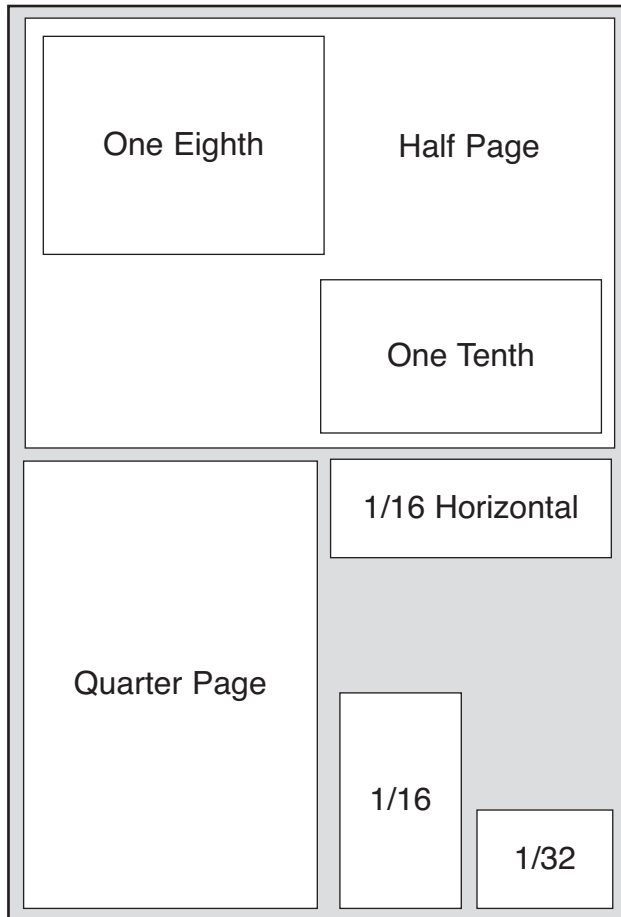 One Eighth
Half Page
One Tenth
1/16 Horizontal
Quarter Page
1/16
1/32